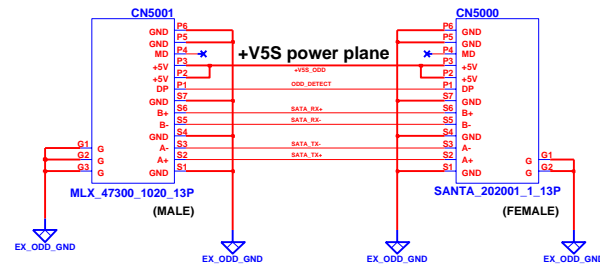 CN5001
CN5000
GND P6
GND P5
MD P4
+5V P3
+5V P2
DP P1
GND S7
B+ S6
B- S5
GND S4
A- S3
A+ S2
GND S1
G1 G
G2 G
G3 G
+V5S power plane
+V5S_ODD
ODD_DETECT
SATA_RX+
SATA_RX-
SATA_TX-
SATA_TX+
P6 GND
P5 GND
P4 MD
P3 +5V
P2 +5V
P1 DP
S7 GND
S6 B+
S5 B-
S4 GND
S3 A-
S2 A+
S1 GND
G G1
G G2
MLX_47300_1020_13P
SANTA_202001_1_13P
(MALE)
(FEMALE)
EX_ODD_GND
EX_ODD_GND
EX_ODD_GND
EX_ODD_GND